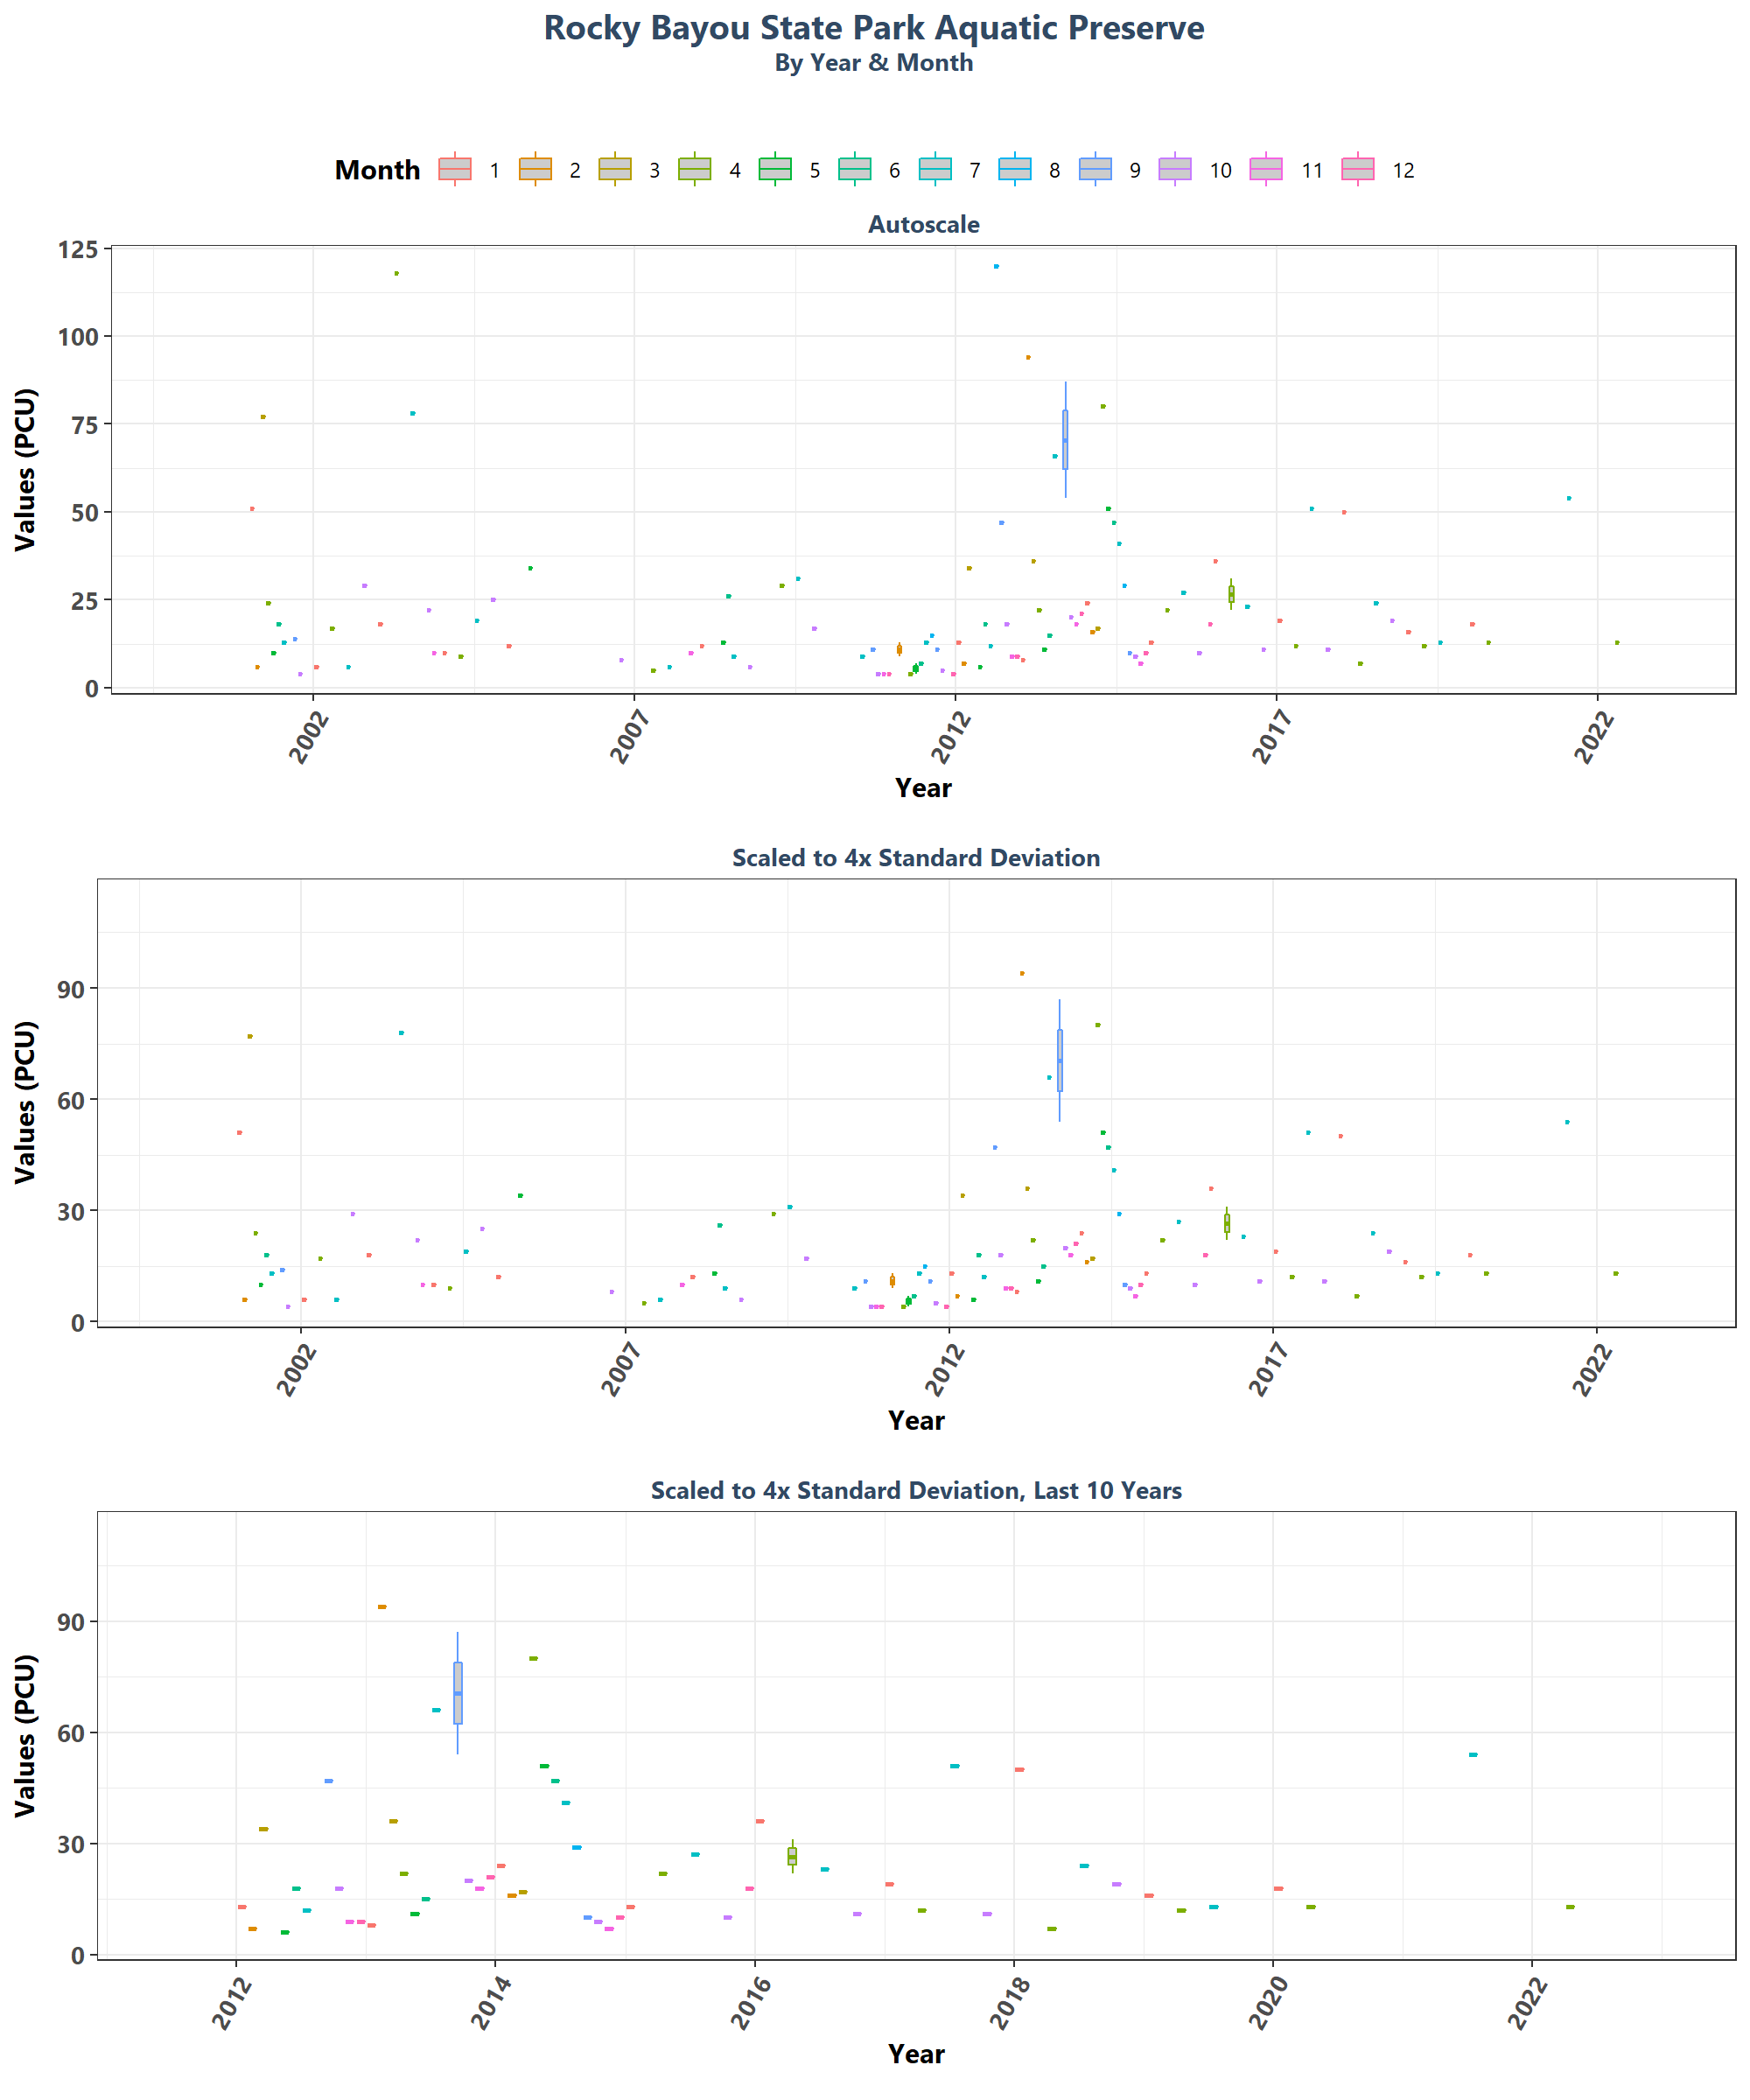 Rocky Bayou State Park Aquatic Preserve
By Year & Month
Month 1 2 3 4 5 6 7 8 9 10 11 12
Autoscale
125
100
75
50
25
0
Values (PCU)
2002 2007 2012 2017 2022
Year
Scaled to 4x Standard Deviation
90
60
30
0
Values (PCU)
2002 2007 2012 2017 2022
Year
Scaled to 4x Standard Deviation, Last 10 Years
90
60
30
0
Values (PCU)
2012 2014 2016 2018 2020 2022
Year